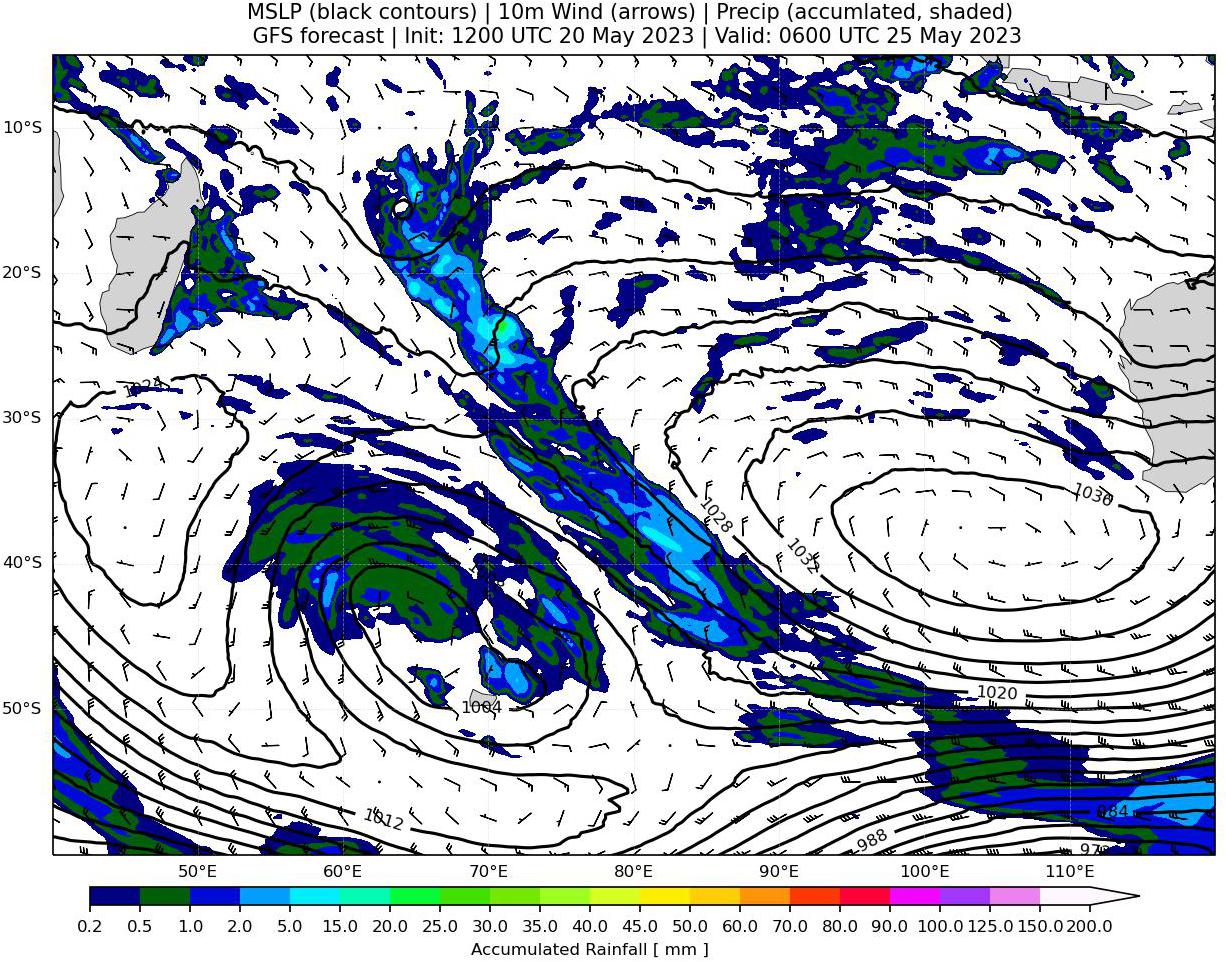 MSLP (black contours) | 10m Wind (arrows) | Precip (accumlated, shaded)
GFS forecast | Init: 1200 UTC 20 May 2023 | Valid: 0600 UTC 25 May 2023
10°S
20°S
1024
30°S
1036
1028
1032
40°S
1020
1004
50°S
1012
984
988
50°E 60°E 70°E 80°E 90°E 100°E 110°E
0.2 0.5 1.0 2.0 5.0 10.0 15.0 20.0 25.0 30.0 35.0 40.0 45.0 50.0 60.0 70.0 80.0 90.0 100.0 125.0 150.0 200.0
Accumulated Rainfall [ mm ]